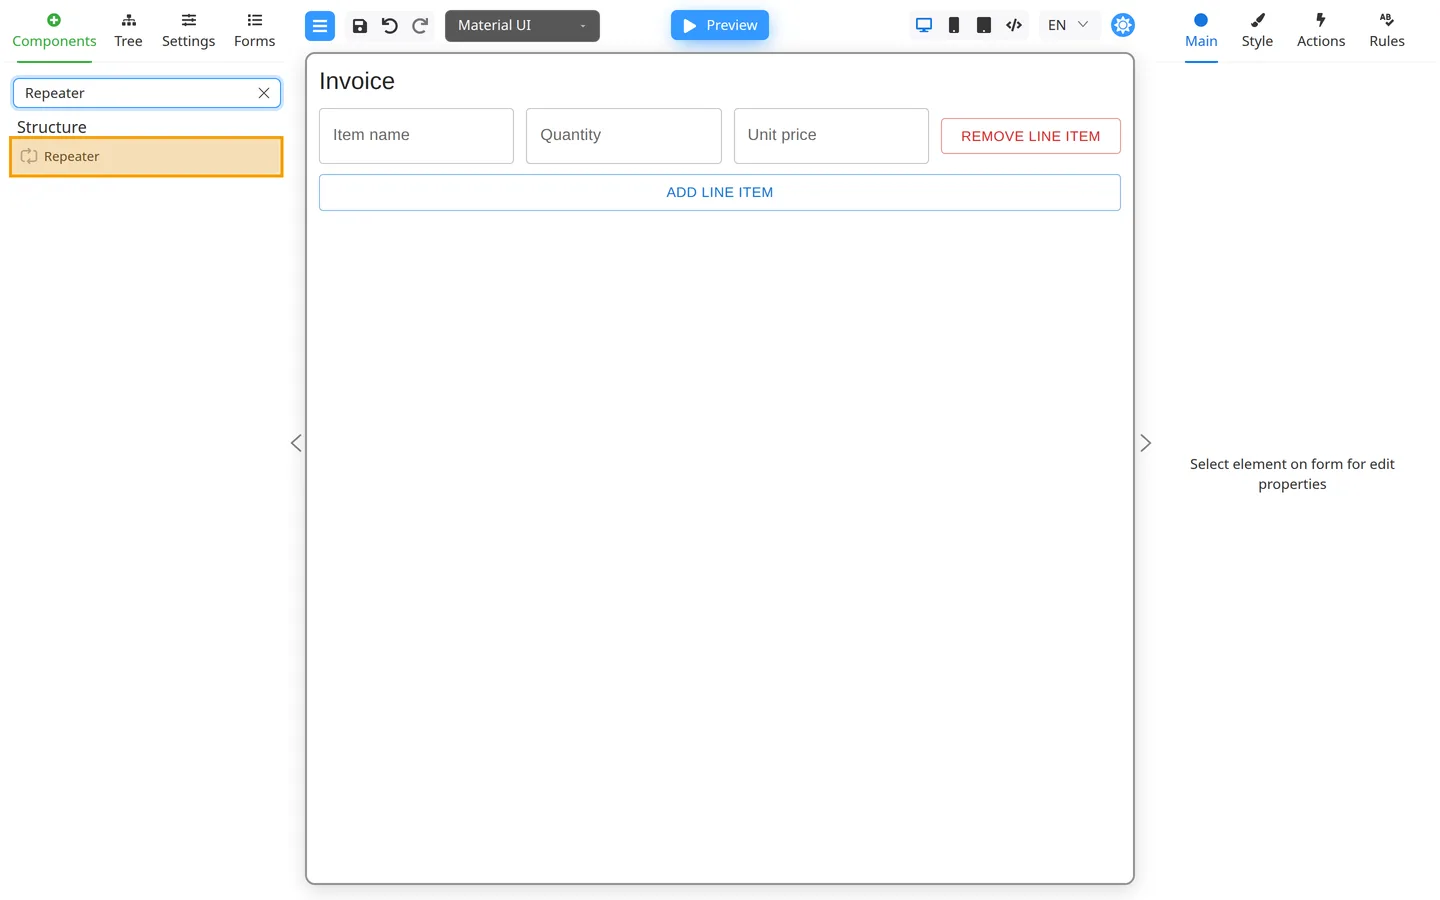 Components
Tree
Settings
Forms
Material UI
Preview
EN
Main
Style
Actions
AB
Rules
Repeater
Structure
Repeater
Invoice
Item name
Quantity
Unit price
REMOVE LINE ITEM
ADD LINE ITEM
Select element on form for edit
properties